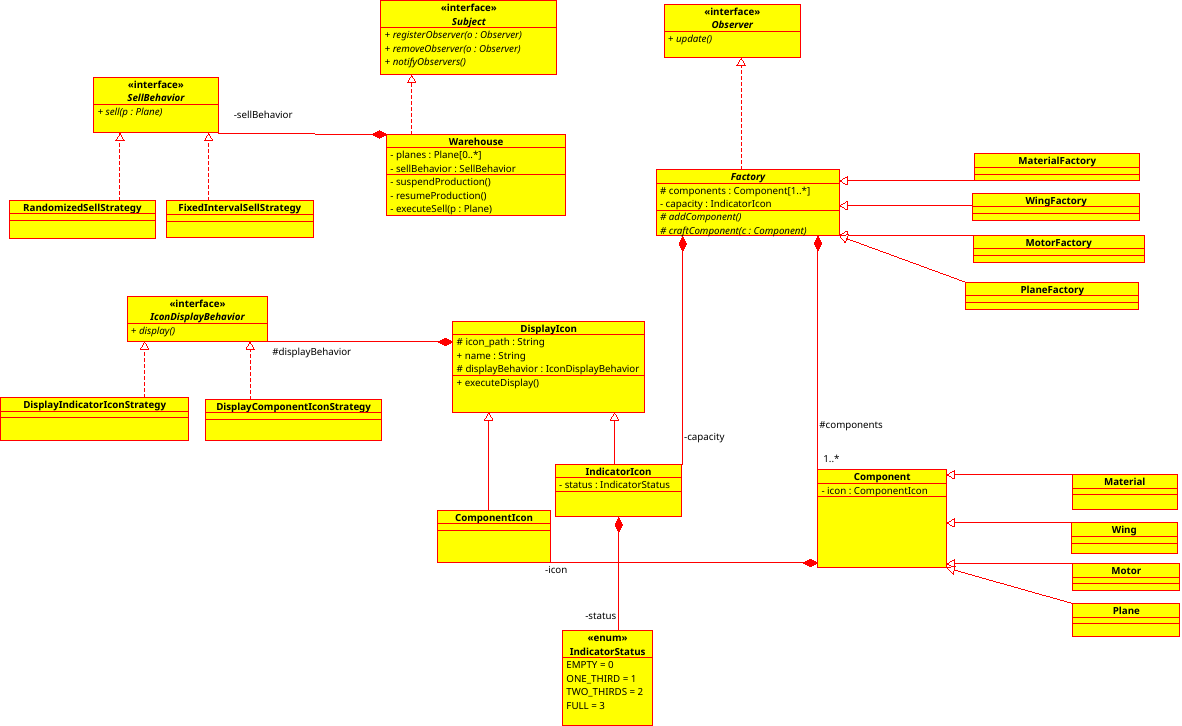 «interface»
Subject
+ registerObserver(o : Observer)
+ removeObserver(o : Observer)
+ notifyObservers()
«interface»
Observer
+ update()
«interface»
SellBehavior
+ sell(p : Plane)
-sellBehavior
Warehouse
- planes : Plane[0..*]
- sellBehavior : SellBehavior
- suspendProduction()
- resumeProduction()
- executeSell(p : Plane)
RandomizedSellStrategy
FixedIntervalSellStrategy
Factory
# components : Component[1..*]
- capacity : IndicatorIcon
# addComponent()
# craftComponent(c : Component)
MaterialFactory
WingFactory
MotorFactory
PlaneFactory
«interface»
IconDisplayBehavior
+ display()
#displayBehavior
DisplayIcon
# icon_path : String
+ name : String
# displayBehavior : IconDisplayBehavior
+ executeDisplay()
DisplayIndicatorIconStrategy
DisplayComponentIconStrategy
-capacity
#components
1..*
IndicatorIcon
- status : IndicatorStatus
ComponentIcon
-icon
Component
- icon : ComponentIcon
Material
Wing
Motor
Plane
-status
«enum»
IndicatorStatus
EMPTY = 0
ONE_THIRD = 1
TWO_THIRDS = 2
FULL = 3